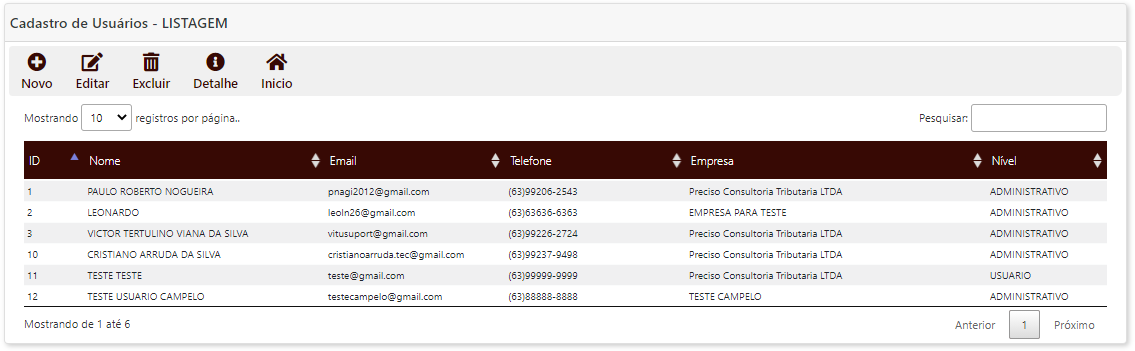 Cadastro de Usuários - LISTAGEM
Novo Editar Excluir Detalhe Inicio
Mostrando 10 registros por página.. Pesquisar:
ID Nome Email Telefone Empresa Nível
1 PAULO ROBERTO NOGUEIRA pnagi2012@gmail.com (63)99206-2543 Preciso Consultoria Tributaria LTDA ADMINISTRATIVO
2 LEONARDO leoln26@gmail.com (63)63636-6363 EMPRESA PARA TESTE ADMINISTRATIVO
3 VICTOR TERTULINO VIANA DA SILVA vitusuport@gmail.com (63)99226-2724 Preciso Consultoria Tributaria LTDA ADMINISTRATIVO
10 CRISTIANO ARRUDA DA SILVA cristianoarruda.tec@gmail.com (63)99237-9498 Preciso Consultoria Tributaria LTDA ADMINISTRATIVO
11 TESTE TESTE teste@gmail.com (63)99999-9999 Preciso Consultoria Tributaria LTDA USUARIO
12 TESTE USUARIO CAMPELO testecampelo@gmail.com (63)88888-8888 TESTE CAMPELO ADMINISTRATIVO
Mostrando de 1 até 6 Anterior 1 Próximo